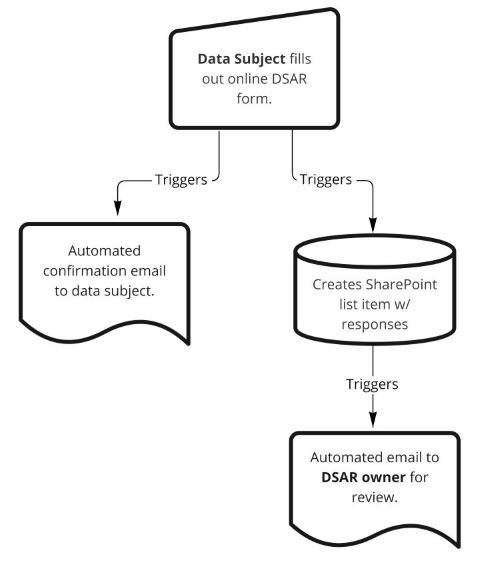 Data Subject fills
out online DSAR
form.
Triggers
Triggers
Automated
confirmation email
to data subject.
Creates SharePoint
list item w/
responses
Triggers
Automated email to
DSAR owner for
review.